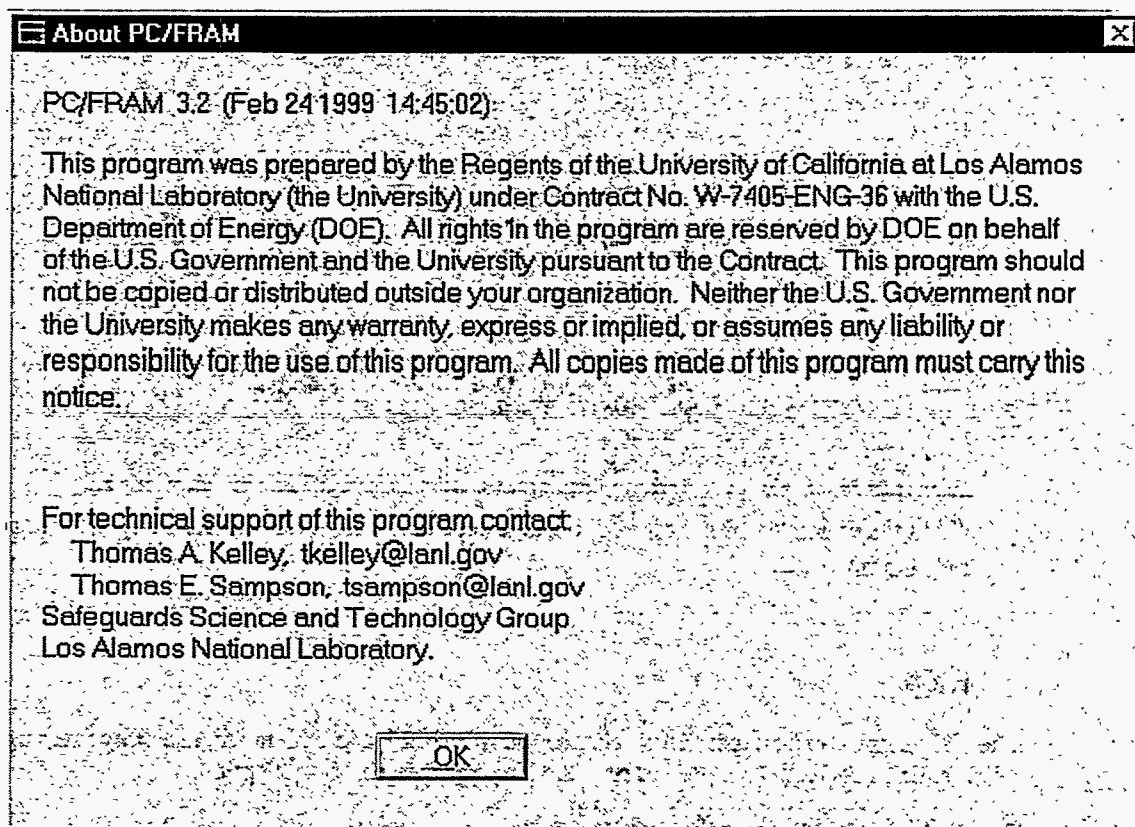 About PC/FRAM
PC/FRAM 3.2 (Feb 24 1999 14:45:02)
This program was prepared by the Regents of the University of California at Los Alamos
National Laboratory (the University) under Contract No. W-7405-ENG-36 with the U.S.
Department of Energy (DOE). All rights in the program are reserved by DOE on behalf
of the U.S. Government and the University pursuant to the Contract. This program should
not be copied or distributed outside your organization. Neither the U.S. Government nor
the University makes any warranty, express or implied, or assumes any liability or
responsibility for the use of this program. All copies made of this program must carry this
notice.
For technical support of this program contact:
Thomas A. Kelley, tkelley@lanl.gov
Thomas E. Sampson, tsampson@lanl.gov
Safeguards Science and Technology Group
Los Alamos National Laboratory.
OK